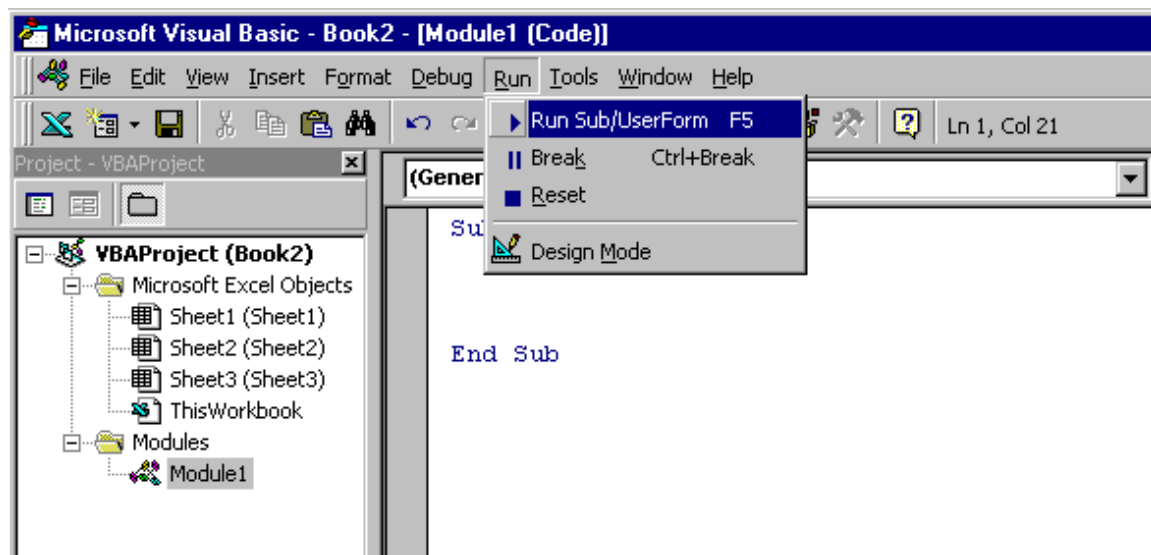 Microsoft Visual Basic - Book2 - [Module1 (Code)]
File Edit View Insert Format Debug Run Tools Window Help
Ln 1, Col 21
Run Sub/UserForm F5
Break Ctrl+Break
Reset
Design Mode
Project - VBAProject
VBAProject (Book2)
Microsoft Excel Objects
Sheet1 (Sheet1)
Sheet2 (Sheet2)
Sheet3 (Sheet3)
ThisWorkbook
Modules
Module1
End Sub